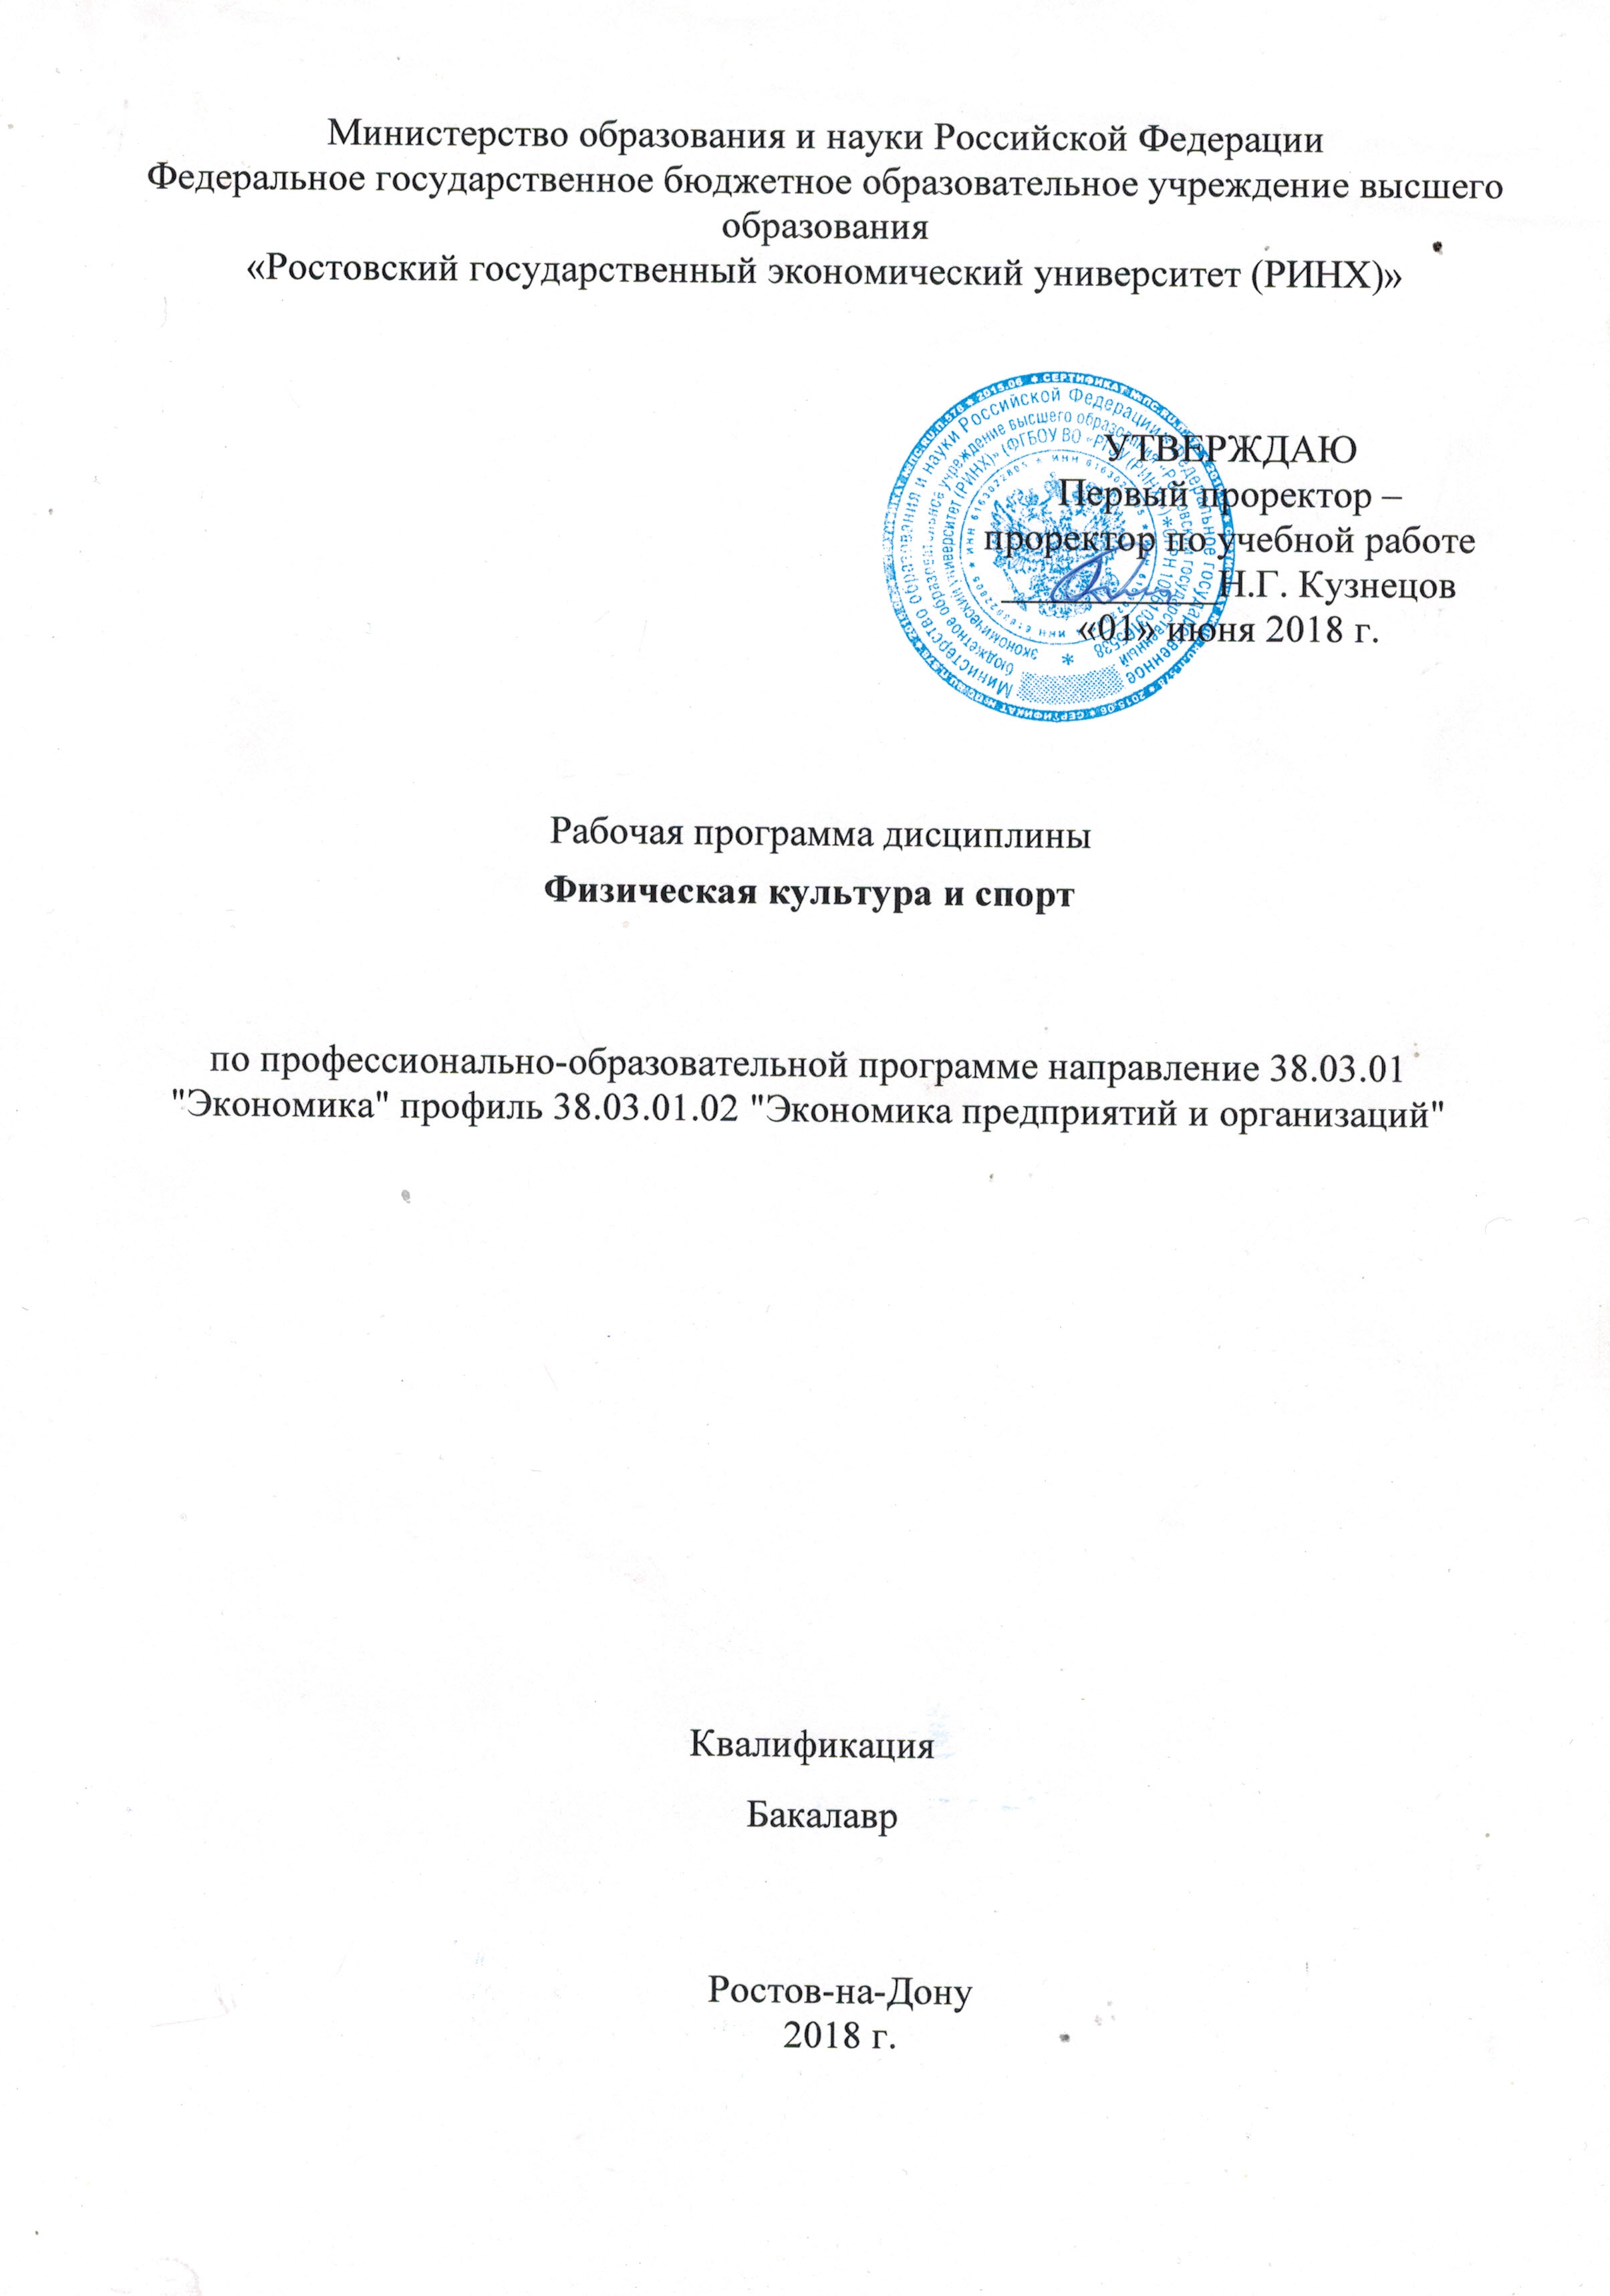 Министерство образования и науки Российской Федерации
Федеральное государственное бюджетное образовательное учреждение высшего
образования
«Ростовский государственный экономический университет (РИНХ)»
УТВЕРЖДАЮ
Первый проректор –
проректор по учебной работе
Н.Г. Кузнецов
«01» июня 2018 г.
Рабочая программа дисциплины
Физическая культура и спорт
по профессионально-образовательной программе направление 38.03.01
"Экономика" профиль 38.03.01.02 "Экономика предприятий и организаций"
Квалификация
Бакалавр
Ростов-на-Дону
2018 г.